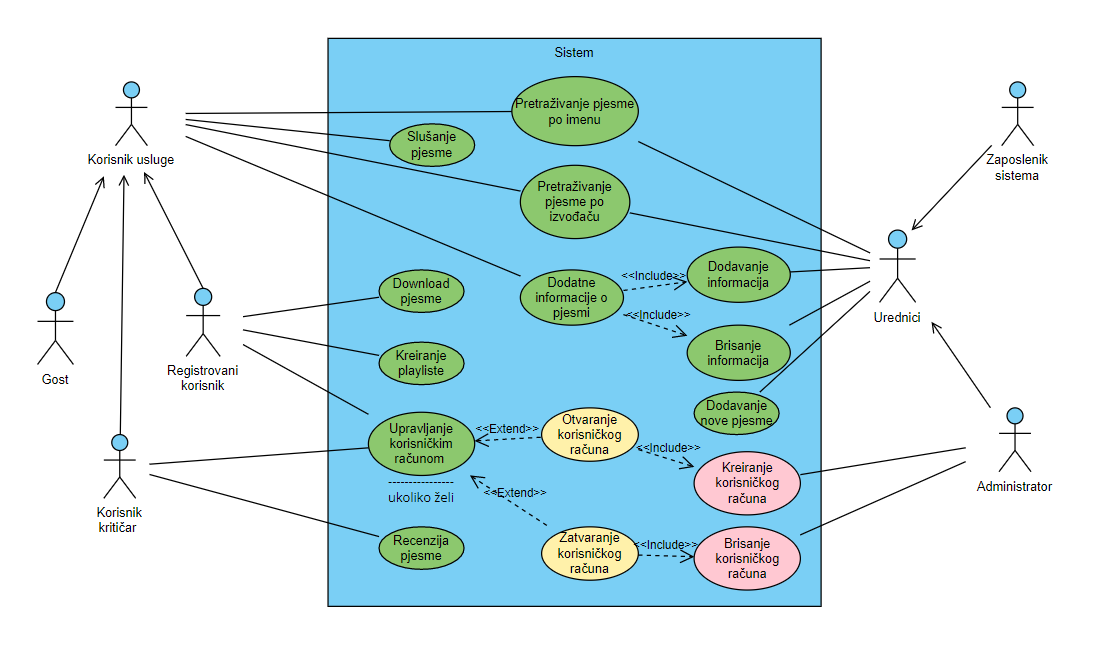 Sistem
Korisnik usluge
Pretraživanje pjesme
po imenu
Slušanje
pjesme
Zaposlenik
sistema
Pretraživanje
pjesme po
izvođaču
Dodatne
informacije o
pjesmi
<<Include>>
<<Include>>
Dodavanje
informacija
Brisanje
informacija
Urednici
Download
pjesme
Gost
Registrovani
korisnik
Kreiranje
playliste
Dodavanje
nove pjesme
Upravljanje
korisničkim
računom
----------------
ukoliko želi
<<Extend>>
<<Extend>>
Otvaranje
korisničkog
računa
<<Include>>
Kreiranje
korisničkog
računa
Administrator
Korisnik
kritičar
Recenzija
pjesme
Zatvaranje
korisničkog
računa
<<Include>>
Brisanje
korisničkog
računa